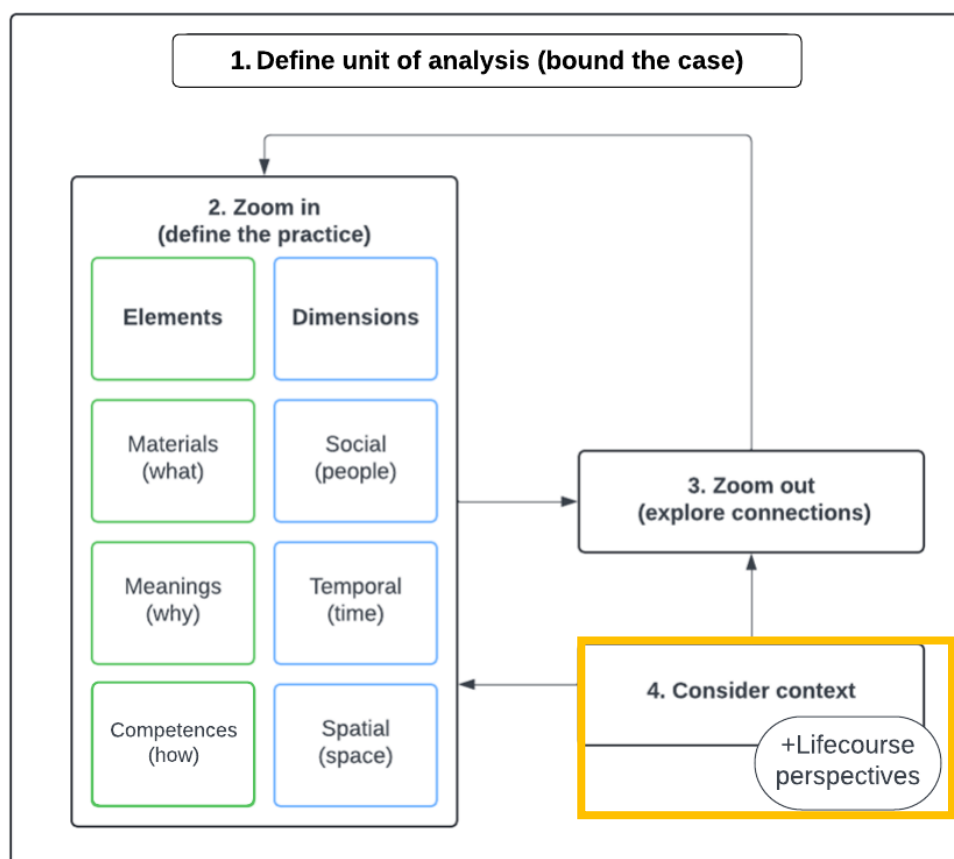 1. Define unit of analysis (bound the case)
2. Zoom in
(define the practice)
Elements
Dimensions
Materials
(what)
Social
(people)
Meanings
(why)
Temporal
(time)
Competences
(how)
Spatial
(space)
3. Zoom out
(explore connections)
4. Consider context
+Lifecourse
perspectives